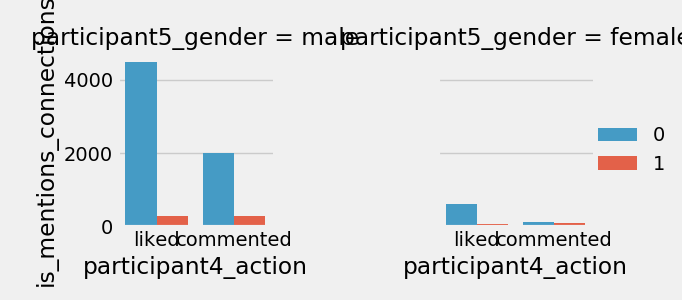 participant5_gender = male
participant5_gender = female
is_mentions_connections
4000
2000
0
liked
commented
liked
commented
participant4_action
participant4_action
0
1